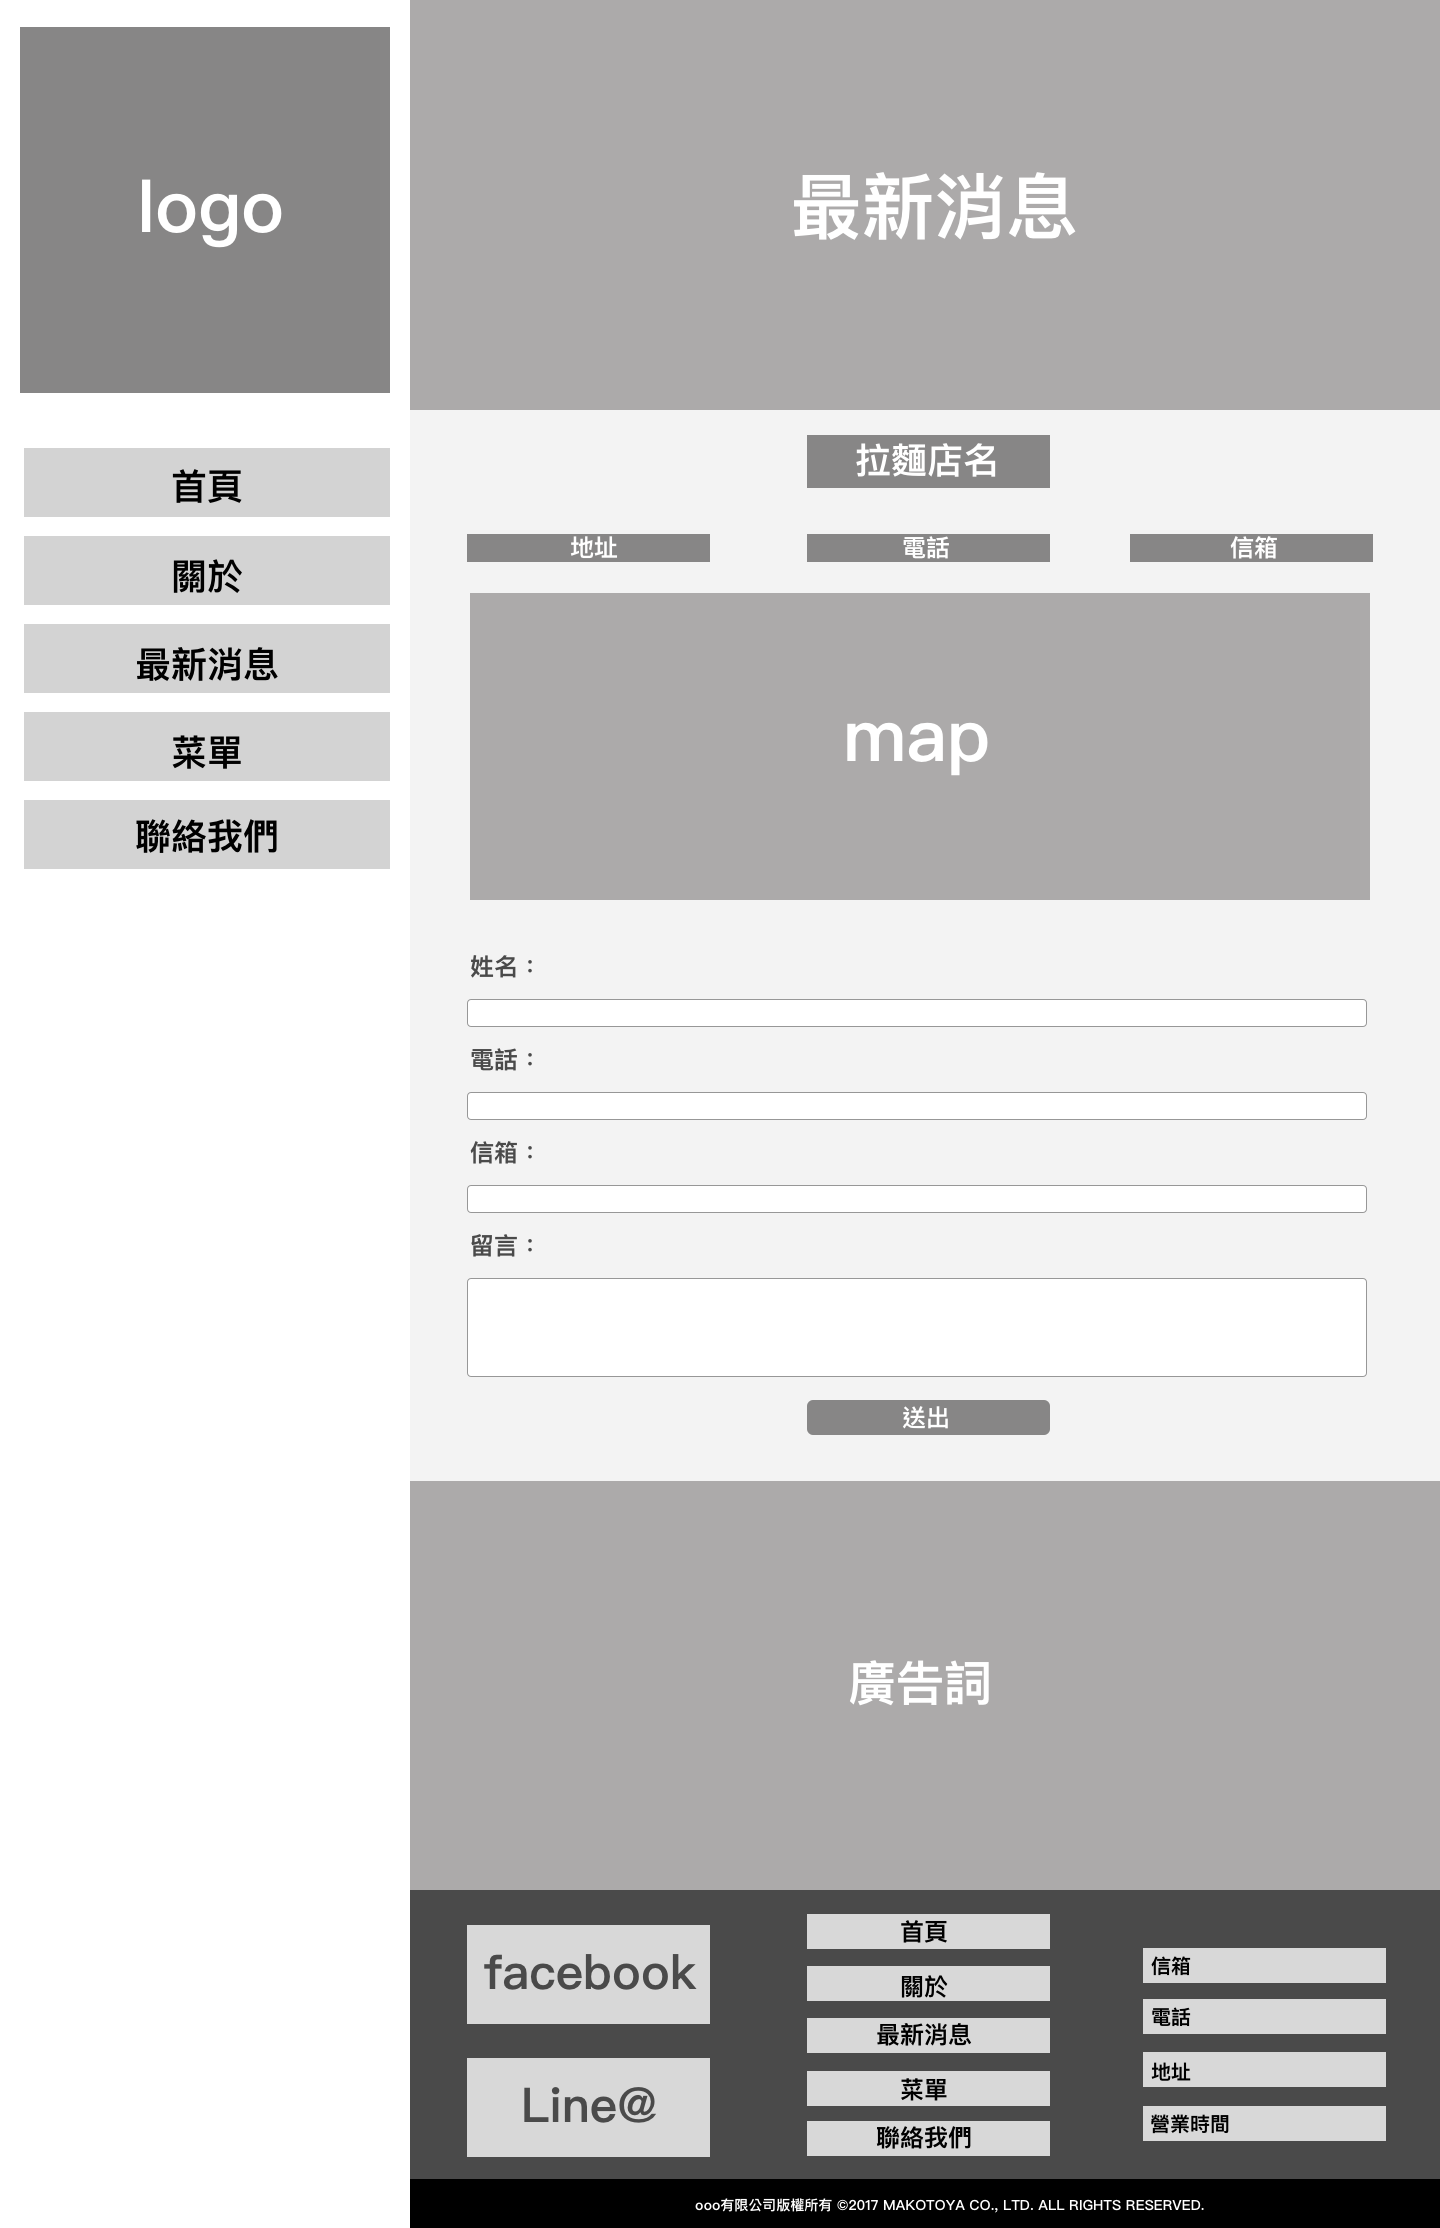 logo
首頁
關於
最新消息
菜單
聯絡我們
最新消息
拉麵店名
地址
電話
信箱
map
姓名：
電話：
信箱：
留言：
送出
廣告詞
facebook
Line@
首頁
關於
最新消息
菜單
聯絡我們
信箱
電話
地址
營業時間
ooo有限公司版權所有 ©2017 MAKOTOYA CO., LTD. ALL RIGHTS RESERVED.